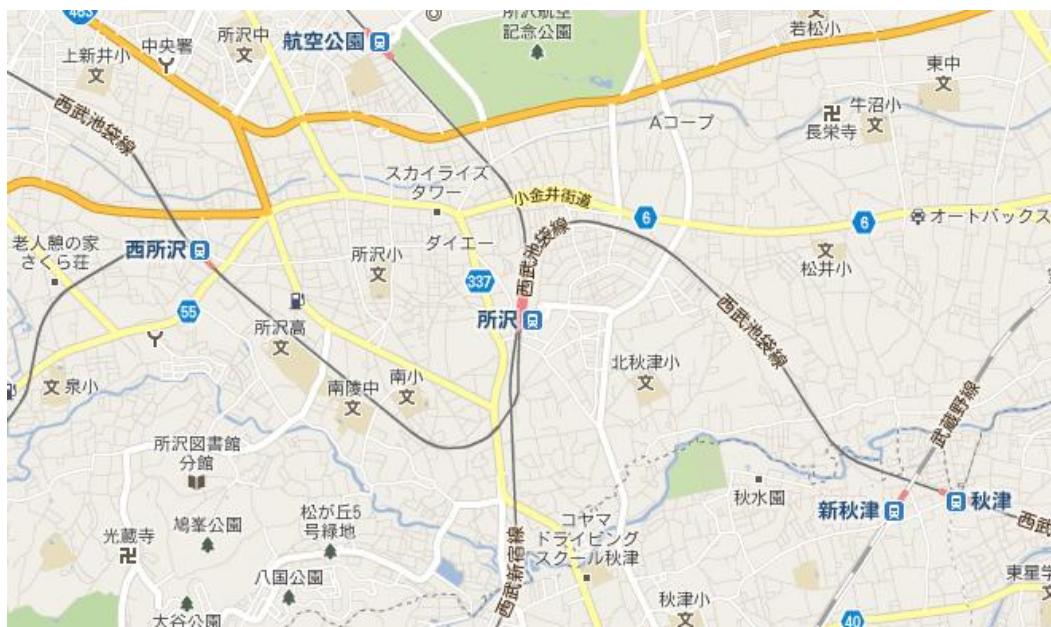 463
所沢中
中央署
上新井小
航空公園
所沢航空
記念公園
若松小
東中
牛沼小
長栄寺
Aコープ
西武池袋線
スカイライズ
タワー
小金井街道
6
6
オートバックス
老人憩の家
さくら荘
西所沢
所沢小
ダイエー
西武池袋線
松井小
337
55
所沢
西武池袋線
所沢高
北秋津小
泉小
南陵中
南小
武蔵野線
所沢図書館
分館
秋水園
新秋津
秋津
西武
鳩峯公園
松が丘5
号緑地
光蔵寺
コヤマ
ドライビング
スクール秋津
西武新宿線
八国公園
東星学
大谷公園
秋津小
40